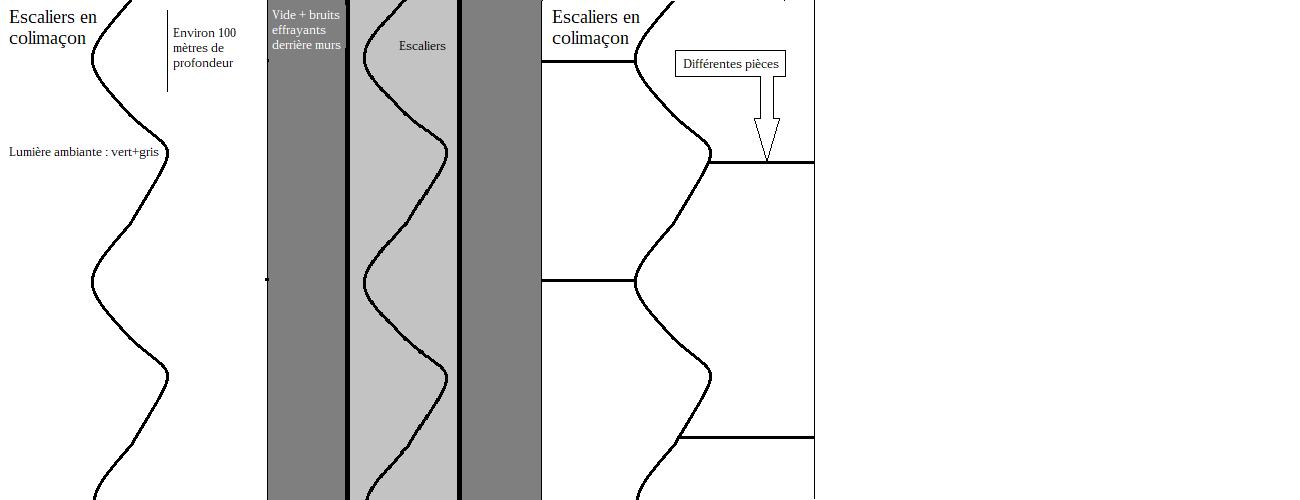 Escaliers en
colimaçon
Environ 100
mètres de
profondeur
Lumière ambiante : vert+gris
Vide + bruits
effrayants
derrière murs
Escaliers
Escaliers en
colimaçon
Différentes pièces